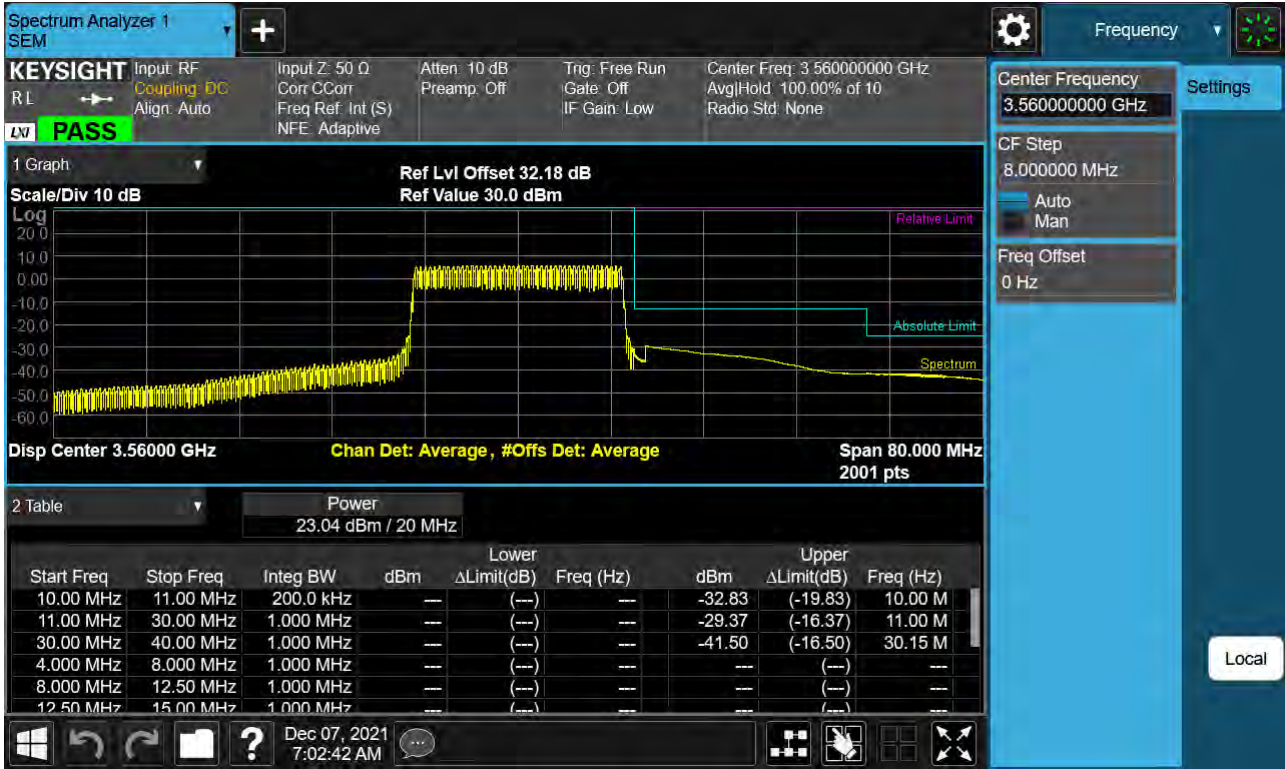 Spectrum Analyzer 1
SEM
Frequency
KEYSIGHT
R L
LXI
PASS
Input: RF
Coupling: DC
Align: Auto
Input Z: 50 Ω
Corr CCorr
Freq Ref: Int (S)
NFE: Adaptive
Atten: 10 dB
Preamp: Off
Trig: Free Run
Gate: Off
IF Gain: Low
Center Freq: 3.560000000 GHz
Avg|Hold: 100.00% of 10
Radio Std: None
Center Frequency
3.560000000 GHz
Settings
CF Step
8.000000 MHz
Auto
Man
Freq Offset
0 Hz
Local
1 Graph
Scale/Div 10 dB
Ref Lvl Offset 32.18 dB
Ref Value 30.0 dBm
Log
20.0
10.0
0.00
-10.0
-20.0
-30.0
-40.0
-50.0
-60.0
Relative Limit
Absolute Limit
Spectrum
Disp Center 3.56000 GHz
Chan Det: Average , #Offs Det: Average
Span 80.000 MHz
2001 pts
2 Table
Power
23.04 dBm / 20 MHz
Lower Upper
Start Freq Stop Freq Integ BW dBm ΔLimit(dB) Freq (Hz) dBm ΔLimit(dB) Freq (Hz)
10.00 MHz 11.00 MHz 200.0 kHz --- (---) --- -32.83 (-19.83) 10.00 M
11.00 MHz 30.00 MHz 1.000 MHz --- (---) --- -29.37 (-16.37) 11.00 M
30.00 MHz 40.00 MHz 1.000 MHz --- (---) --- -41.50 (-16.50) 30.15 M
4.000 MHz 8.000 MHz 1.000 MHz --- (---) --- --- (---) ---
8.000 MHz 12.50 MHz 1.000 MHz --- (---) --- --- (---) ---
12.50 MHz 15.00 MHz 1.000 MHz --- (---) --- --- (---) ---
?
Dec 07, 2021
7:02:42 AM